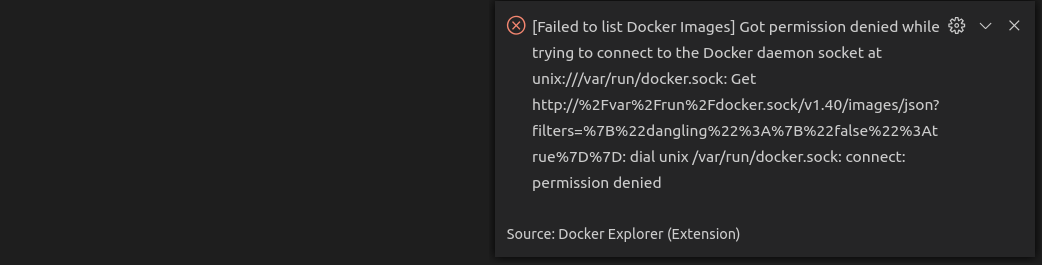 [Failed to list Docker Images] Got permission denied while
trying to connect to the Docker daemon socket at
unix:///var/run/docker.sock: Get
http://%2Fvar%2Frun%2Fdocker.sock/v1.40/images/json?
filters=%7B%22dangling%22%3A%7B%22false%22%3At
rue%7D%7D: dial unix /var/run/docker.sock: connect:
permission denied
Source: Docker Explorer (Extension)